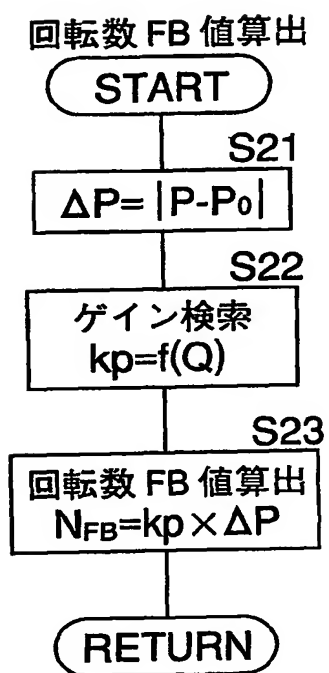 回転数 FB 値算出
START
S21
ΔP= |P-P₀|
S22
ゲイン検索
kp=f(Q)
S23
回転数 FB 値算出
N_FB=kp×ΔP
RETURN